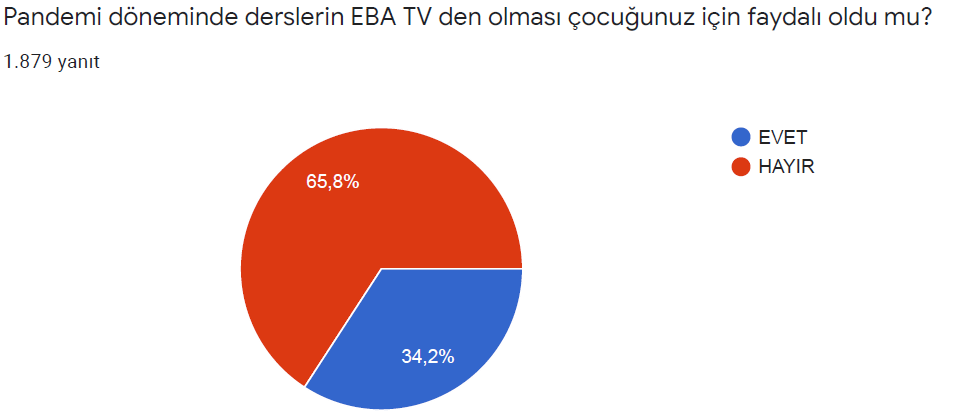 Pandemi döneminde derslerin EBA TV den olması çocuğunuz için faydalı oldu mu?
1.879 yanıt
EVET
HAYIR
65,8%
34,2%